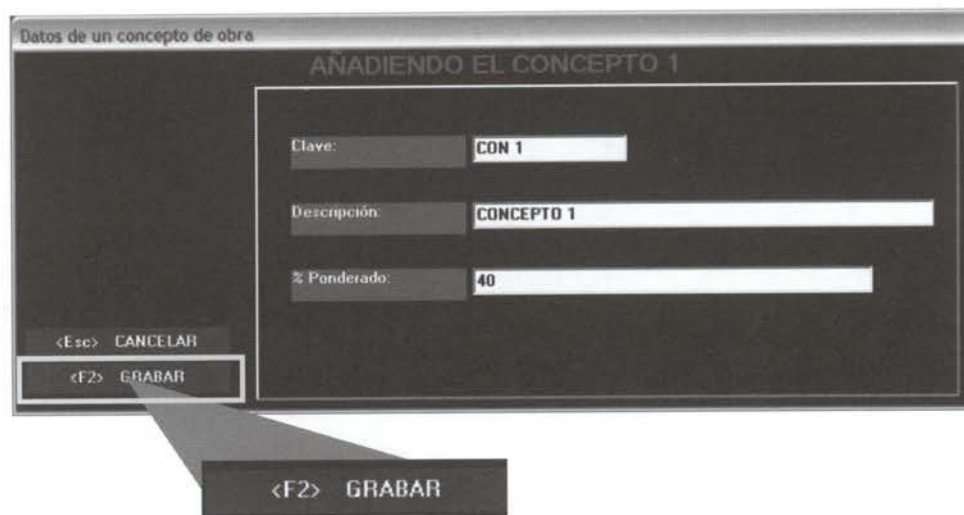 Datos de un concepto de obra
AÑADIENDO EL CONCEPTO 1
Clave: CON 1
Descripción: CONCEPTO 1
% Ponderado: 40
<Esc> CANCELAR
<F2> GRABAR
<F2> GRABAR